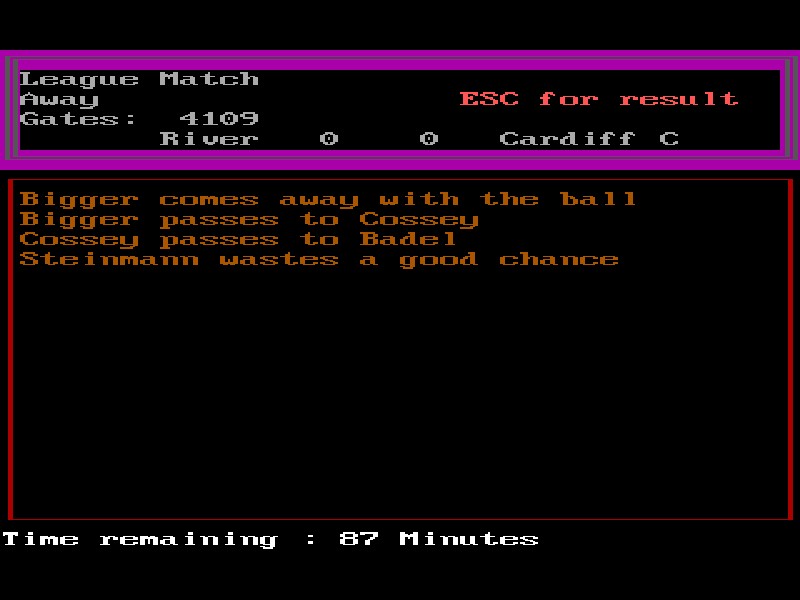 League Match
Away ESC for result
Gates: 4109
River 0 0 Cardiff C
Bigger comes away with the ball
Bigger passes to Cossey
Cossey passes to Badel
Steinmann wastes a good chance
Time remaining : 87 Minutes